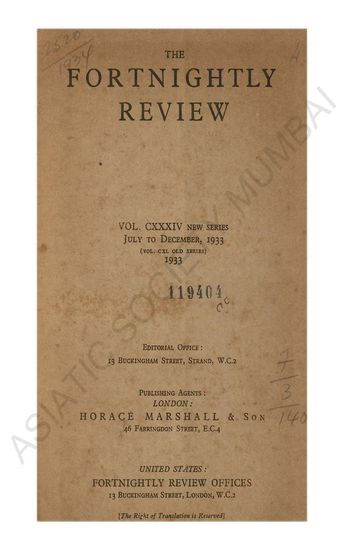 2520
1934
THE
FORTNIGHTLY
REVIEW
VOL. CXXXIV NEW SERIES
JULY TO DECEMBER, 1933
(VOL. CXL OLD SERIES)
1933
119404
EDITORIAL OFFICE:
13 BUCKINGHAM STREET, STRAND, W.C.2
PUBLISHING AGENTS:
LONDON:
HORACE MARSHALL & SON
46 FARRINGDON STREET, E.C.4
UNITED STATES:
FORTNIGHTLY REVIEW OFFICES
13 BUCKINGHAM STREET, LONDON, W.C.2
[The Right of Translation is Reserved]
ASIATIC SOCIETY, MUMBAI